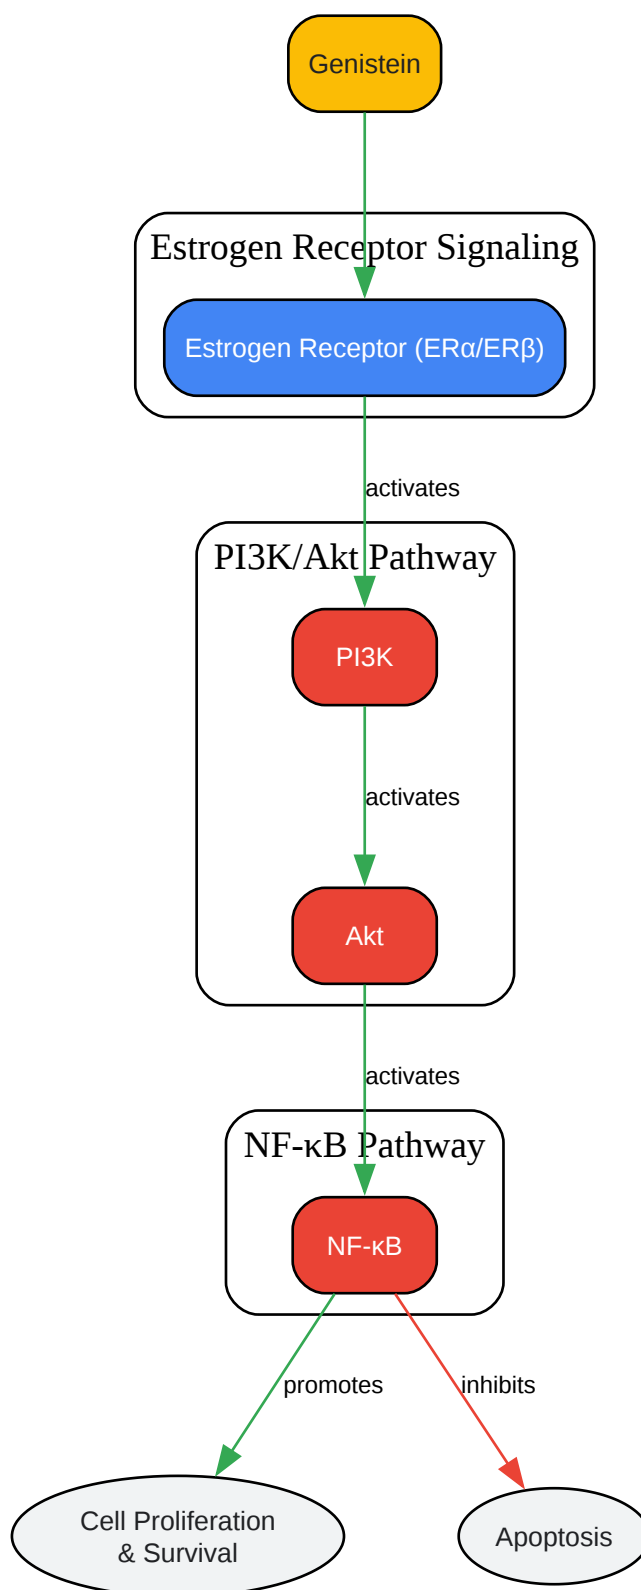 Genistein
Estrogen Receptor Signaling
Estrogen Receptor (ERα/ERβ)
activates
PI3K/Akt Pathway
PI3K
activates
Akt
activates
NF-κB Pathway
NF-κB
promotes
inhibits
Cell Proliferation
& Survival
Apoptosis